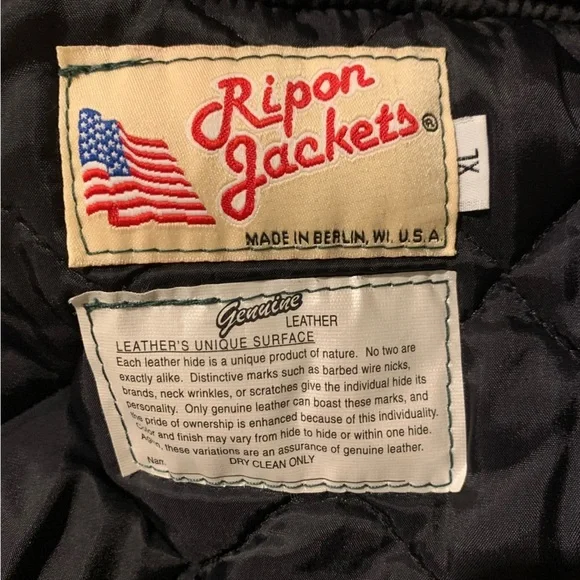 Ripon
Jackets®
XL
MADE IN BERLIN, WI. U.S.A.
Genuine
LEATHER
LEATHER'S UNIQUE SURFACE
Each leather hide is a unique product of nature. No two are
exactly alike. Distinctive marks such as barbed wire nicks,
brands, neck wrinkles, or scratches give the individual hide its
personality. Only genuine leather can boast these marks, and
the pride of ownership is enhanced because of this individuality.
Color and finish may vary from hide to hide or within one hide.
Again, these variations are an assurance of genuine leather.
DRY CLEAN ONLY